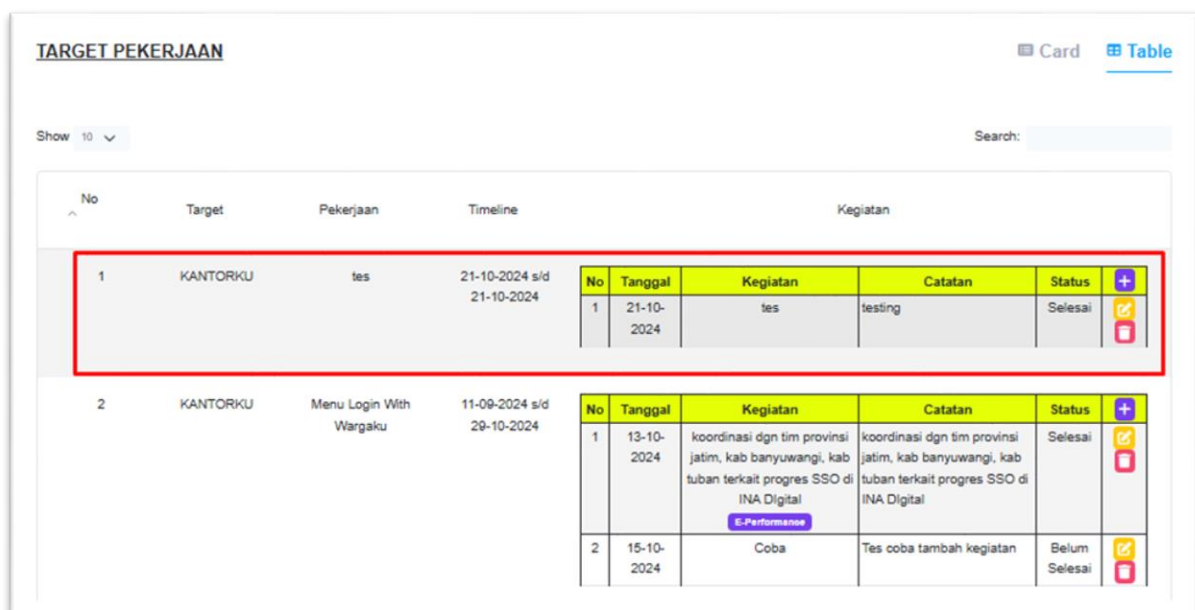 TARGET PEKERJAAN
Card
Table
Show 10
Search:
No
Target
Pekerjaan
Timeline
Kegiatan
1
KANTORKU
tes
21-10-2024 s/d
21-10-2024
No Tanggal Kegiatan Catatan Status +
1 21-10- tes testing Selesai
2024
2
KANTORKU
Menu Login With
Wargaku
11-09-2024 s/d
29-10-2024
No Tanggal Kegiatan Catatan Status +
1 13-10- koordinasi dgn tim provinsi koordinasi dgn tim provinsi Selesai
2024 jatim, kab banyuwangi, kab jatim, kab banyuwangi, kab
tuban terkait progres SSO di tuban terkait progres SSO di
INA DIgital INA DIgital
E-Performance
2 15-10- Coba Tes coba tambah kegiatan Belum
2024 Selesai